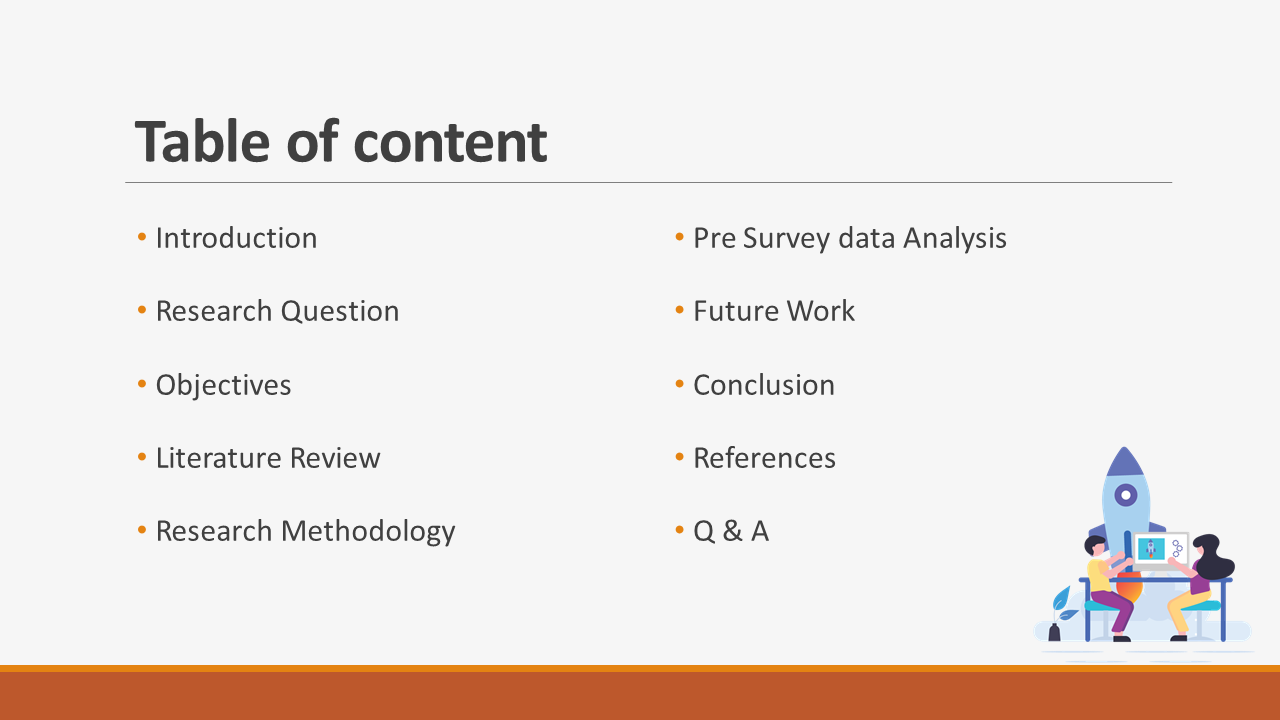 Table of content
• Introduction
• Research Question
• Objectives
• Literature Review
• Research Methodology
• Pre Survey data Analysis
• Future Work
• Conclusion
• References
• Q & A